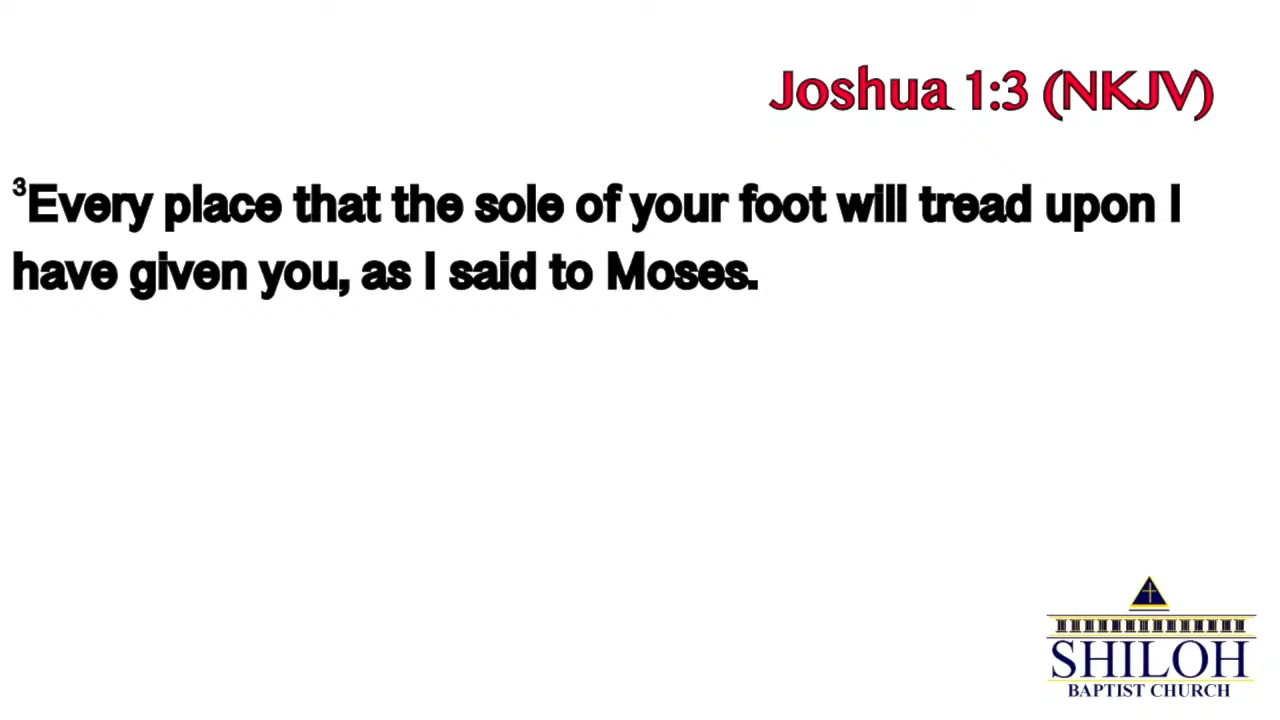 Joshua 1:3 (NKJV)
³Every place that the sole of your foot will tread upon I
have given you, as I said to Moses.
SHILOH
BAPTIST CHURCH